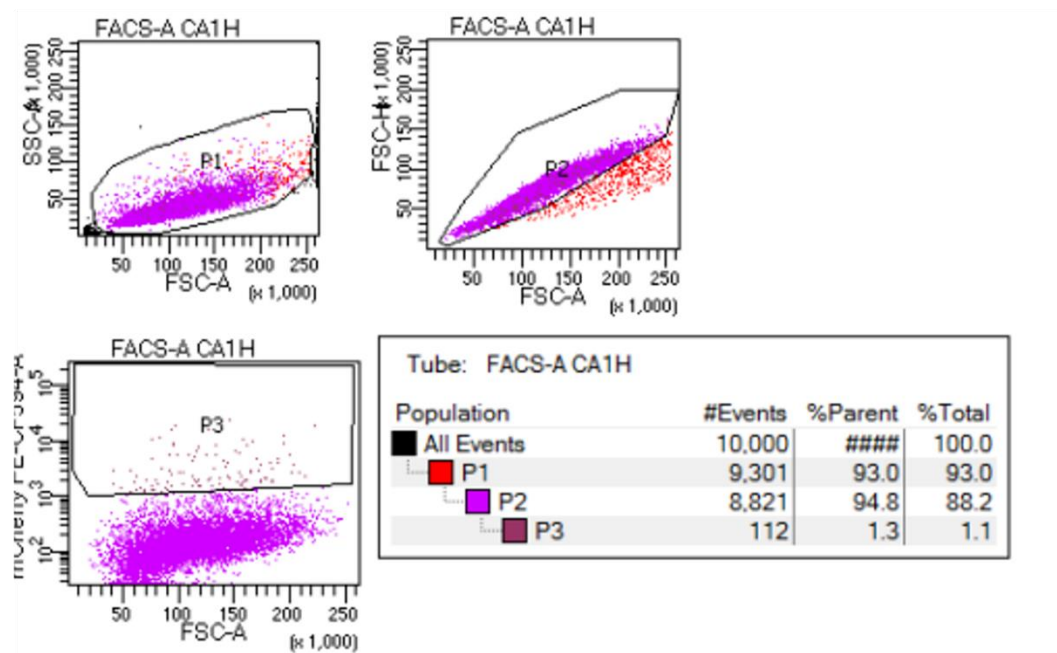 FACS-A CA1H
SSC-A (x 1,000)
50 100 150 200 250
P1
50 100 150 200 250
FSC-A
(x 1,000)
FACS-A CA1H
FSC-H (x 1,000)
50 100 150 200 250
P2
50 100 150 200 250
FSC-A
(x 1,000)
FACS-A CA1H
mCherry PE-CF594-A
10^2 10^3 10^4 10^5
P3
50 100 150 200 250
FSC-A
(x 1,000)
Tube: FACS-A CA1H
Population #Events %Parent %Total
All Events 10,000 #### 100.0
P1 9,301 93.0 93.0
P2 8,821 94.8 88.2
P3 112 1.3 1.1